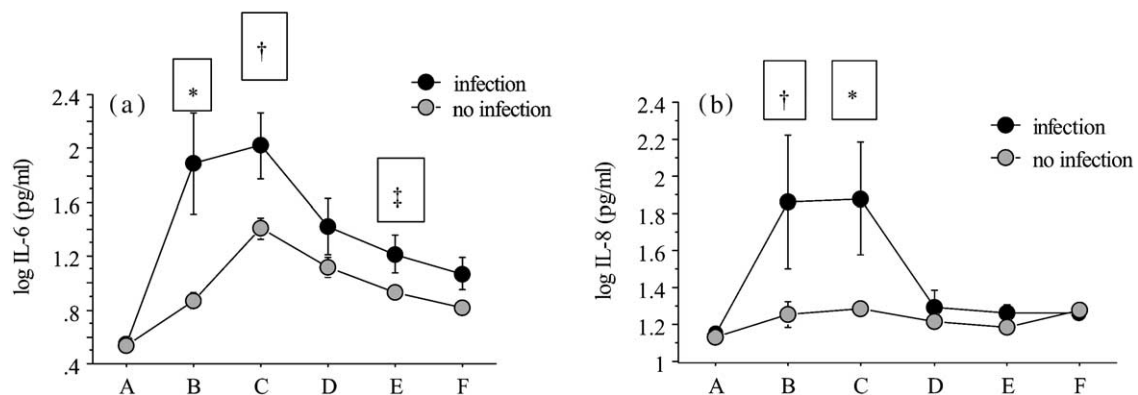 (a)
*
†
‡
infection
no infection
log IL-6 (pg/ml)
2.4
2
1.6
1.2
.8
.4
A B C D E F
(b)
†
*
infection
no infection
log IL-8 (pg/ml)
2.4
2.2
2
1.8
1.6
1.4
1.2
1
A B C D E F